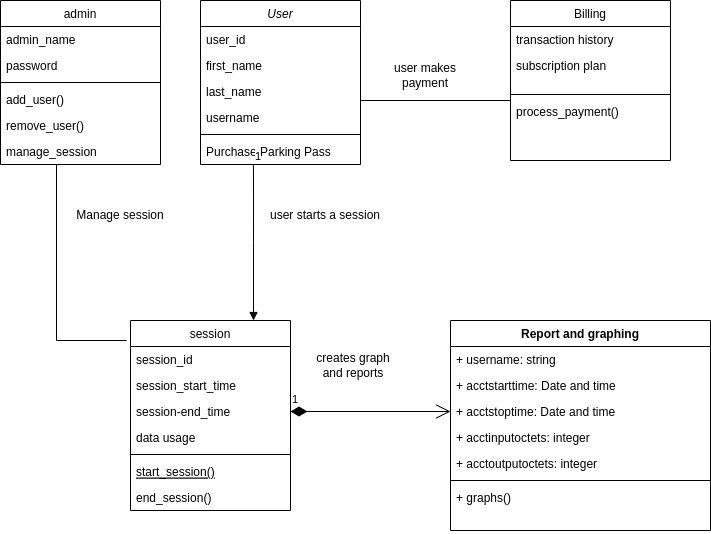 admin
admin_name
password
add_user()
remove_user()
manage_session
User
user_id
first_name
last_name
username
Purchase Parking Pass
1
user makes
payment
Billing
transaction history
subscription plan
process_payment()
Manage session
user starts a session
session
session_id
session_start_time
session-end_time
data usage
start_session()
end_session()
creates graph
and reports
1
Report and graphing
+ username: string
+ acctstarttime: Date and time
+ acctstoptime: Date and time
+ acctinputoctets: integer
+ acctoutputoctets: integer
+ graphs()